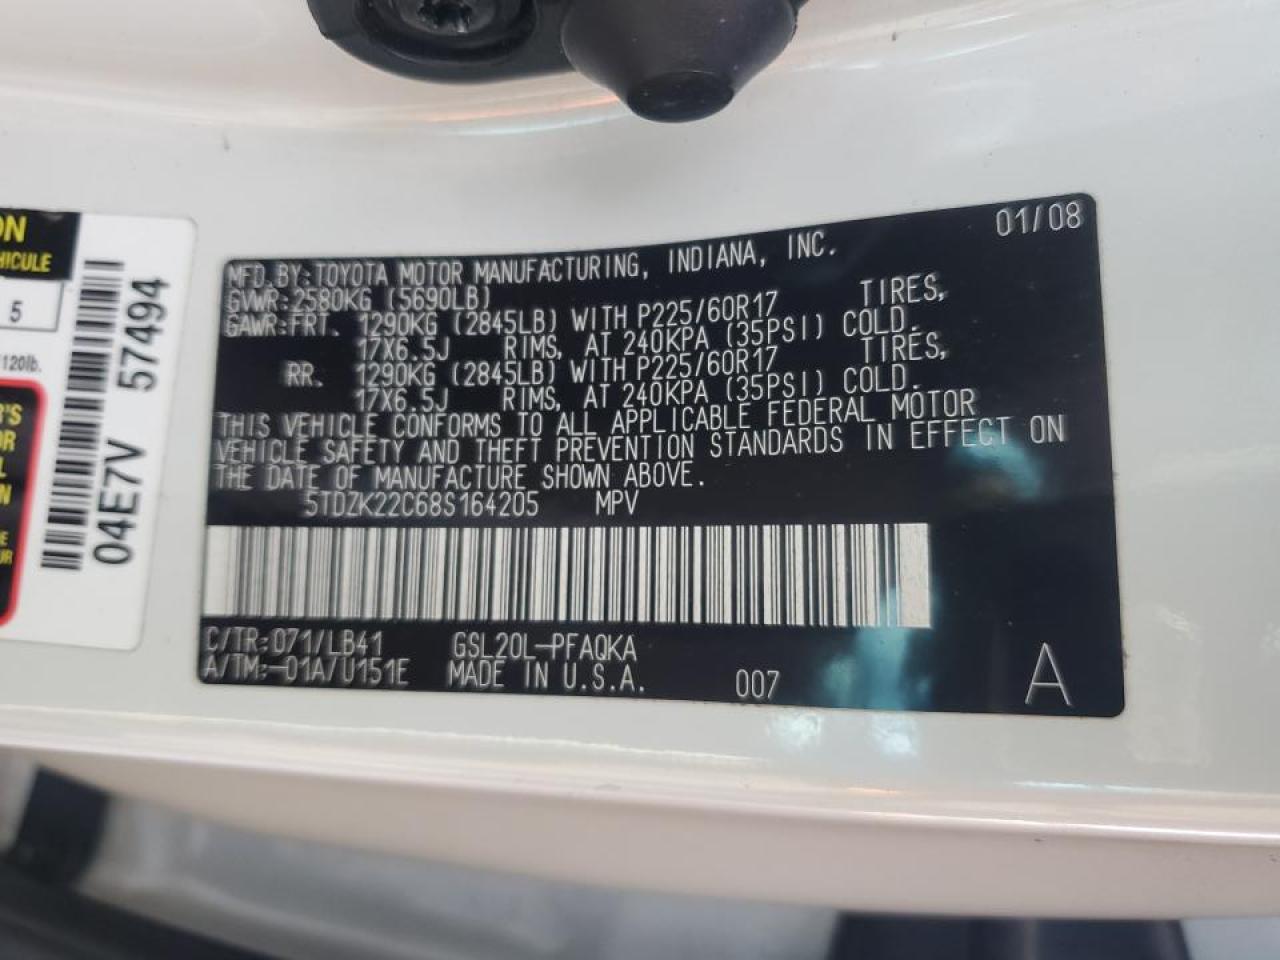 ON
HICULE
5
120lb.
04E7V 57494
01/08
MFD.BY:TOYOTA MOTOR MANUFACTURING, INDIANA, INC.
GVWR:2580KG (5690LB)
GAWR:FRT. 1290KG (2845LB) WITH P225/60R17 TIRES,
17X6.5J RIMS, AT 240KPA (35PSI) COLD.
RR. 1290KG (2845LB) WITH P225/60R17 TIRES,
17X6.5J RIMS, AT 240KPA (35PSI) COLD.
THIS VEHICLE CONFORMS TO ALL APPLICABLE FEDERAL MOTOR
VEHICLE SAFETY AND THEFT PREVENTION STANDARDS IN EFFECT ON
THE DATE OF MANUFACTURE SHOWN ABOVE.
5TDZK22C68S164205 MPV
C/TR:071/LB41 GSL20L-PFAQKA
A/TM:-01A/U151E MADE IN U.S.A. 007 A